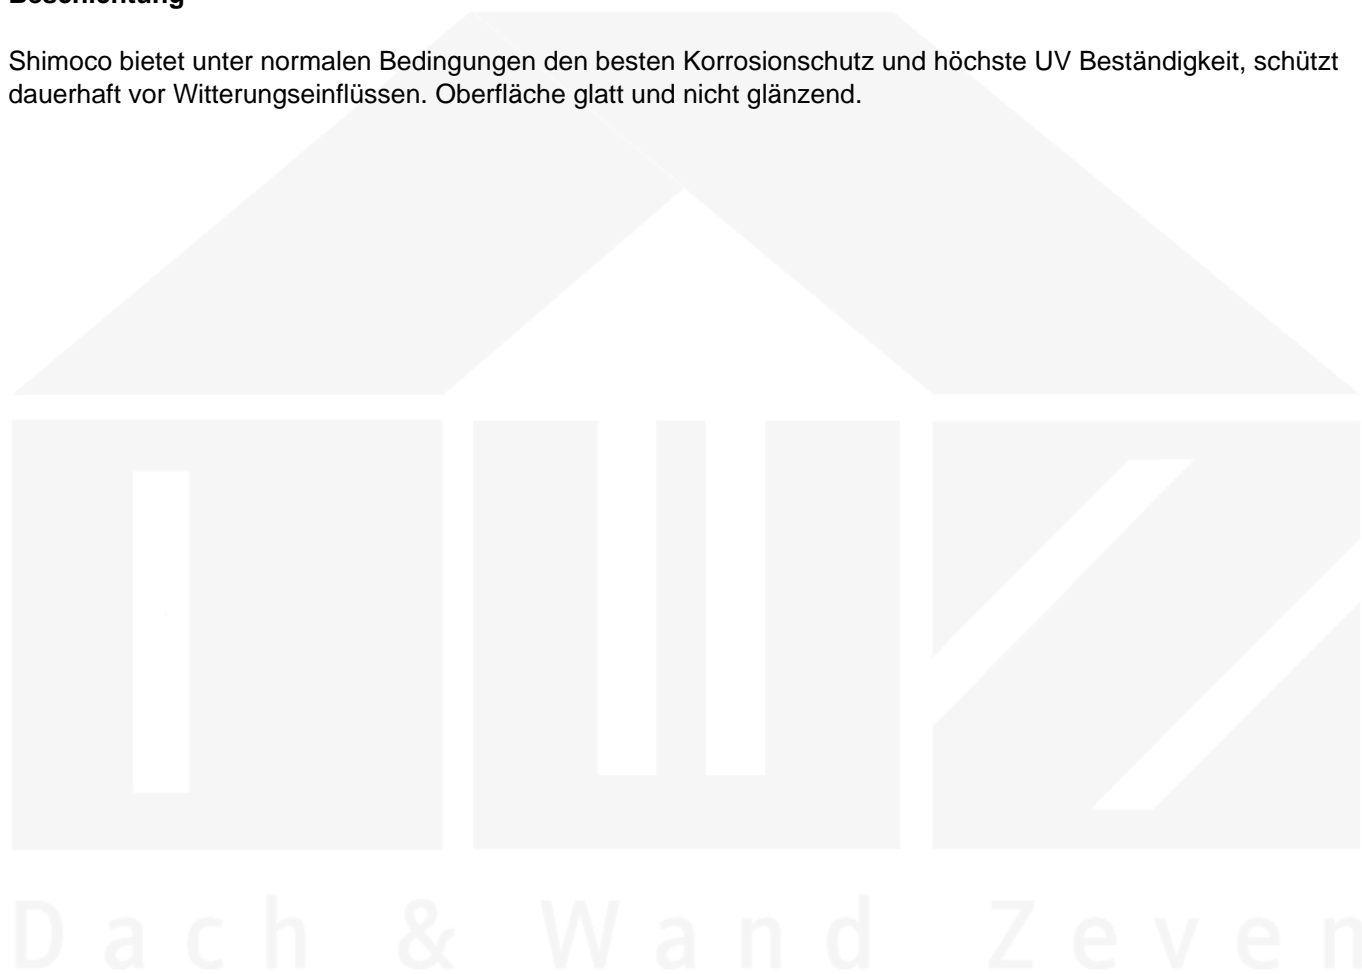 Beschichtung
Shimoco bietet unter normalen Bedingungen den besten Korrosionschutz und höchste UV Beständigkeit, schützt
dauerhaft vor Witterungseinflüssen. Oberfläche glatt und nicht glänzend.
Dach & Wand Zeven